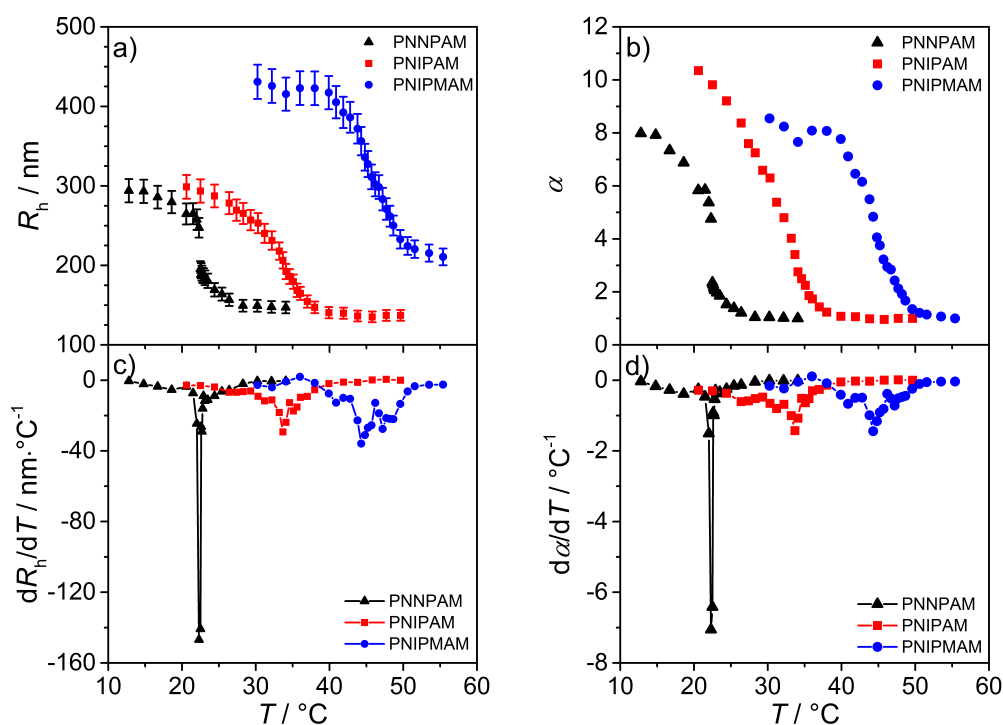 a)
PNNPAM
PNIPAM
PNIPMAM
500
400
300
200
100
Rh / nm
b)
PNNPAM
PNIPAM
PNIPMAM
12
10
8
6
4
2
0
α
c)
PNNPAM
PNIPAM
PNIPMAM
0
-40
-80
-120
-160
dRh/dT / nm·°C-1
10 20 30 40 50 60
T / °C
d)
PNNPAM
PNIPAM
PNIPMAM
0
-2
-4
-6
-8
dα/dT / °C-1
10 20 30 40 50 60
T / °C